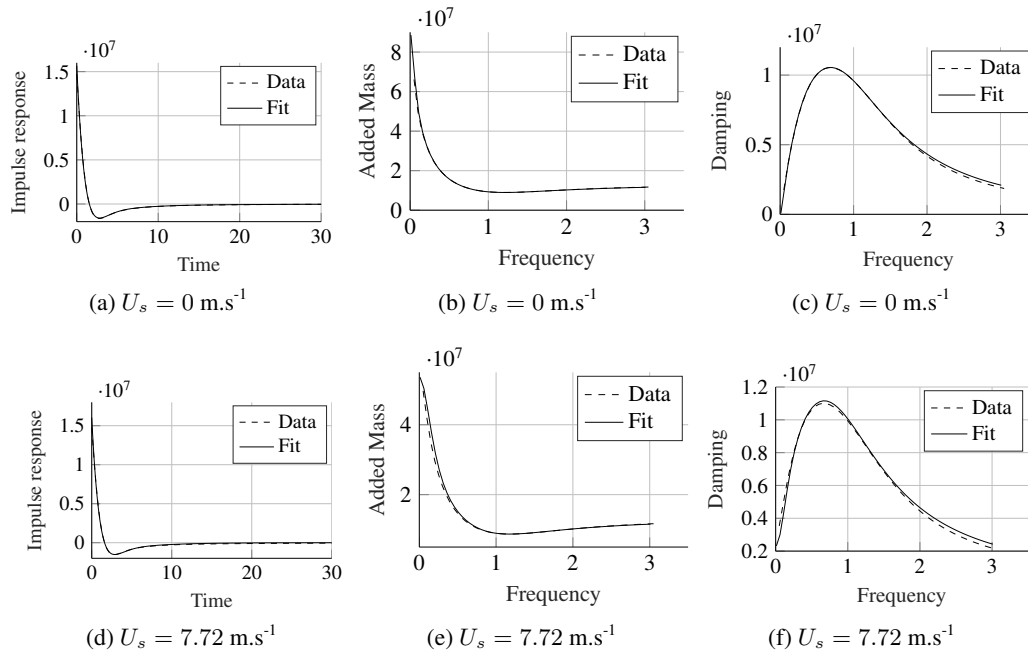 ·10^7
1.5
1
0.5
0
0
10
20
30
Impulse response
Time
Data
Fit
(a) U_s = 0 m.s^-1
·10^7
8
6
4
2
0
0
1
2
3
Added Mass
Frequency
Data
Fit
(b) U_s = 0 m.s^-1
·10^7
1
0.5
0
0
1
2
3
Damping
Frequency
Data
Fit
(c) U_s = 0 m.s^-1
·10^7
1.5
1
0.5
0
0
10
20
30
Impulse response
Time
Data
Fit
(d) U_s = 7.72 m.s^-1
·10^7
4
2
0
1
2
3
Added Mass
Frequency
Data
Fit
(e) U_s = 7.72 m.s^-1
·10^7
1.2
1
0.8
0.6
0.4
0.2
0
1
2
3
Damping
Frequency
Data
Fit
(f) U_s = 7.72 m.s^-1